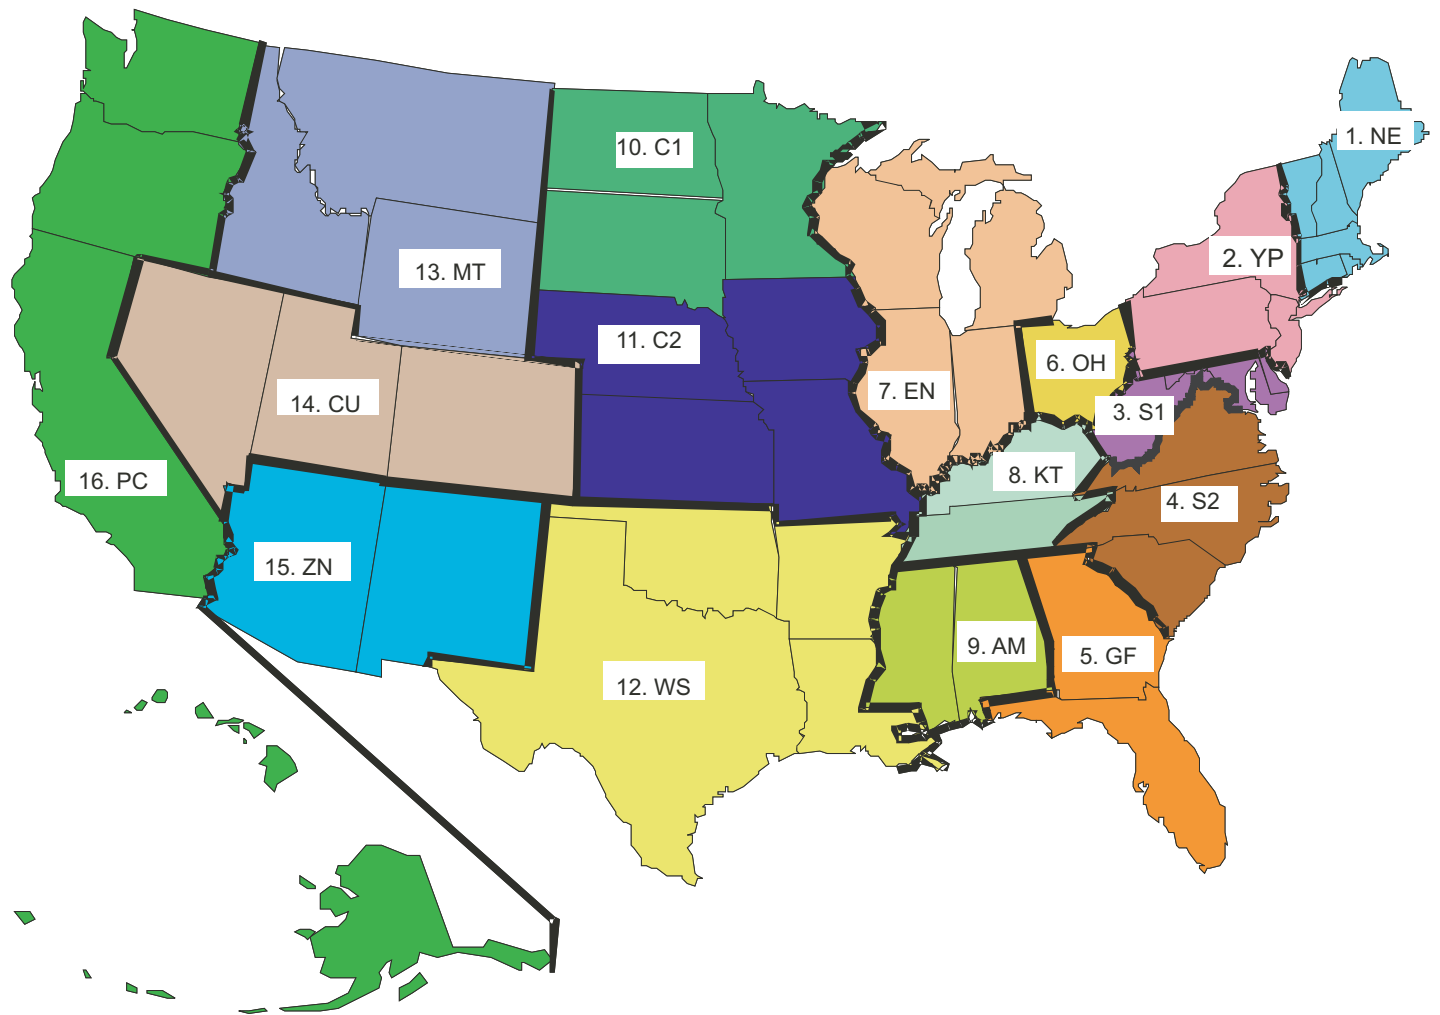 1. NE
10. C1
2. YP
13. MT
11. C2
6. OH
7. EN
14. CU
3. S1
16. PC
8. KT
4. S2
15. ZN
9. AM
5. GF
12. WS